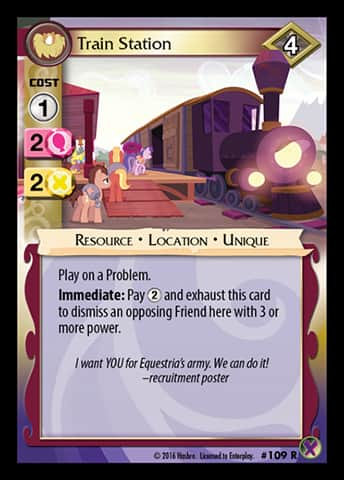 Train Station
4
COST
1
2
2
RESOURCE • LOCATION • UNIQUE
Play on a Problem.
Immediate: Pay 2 and exhaust this card
to dismiss an opposing Friend here with 3 or
more power.
I want YOU for Equestria's army. We can do it!
–recruitment poster
© 2016 Hasbro. Licensed to Enterplay. #109 R